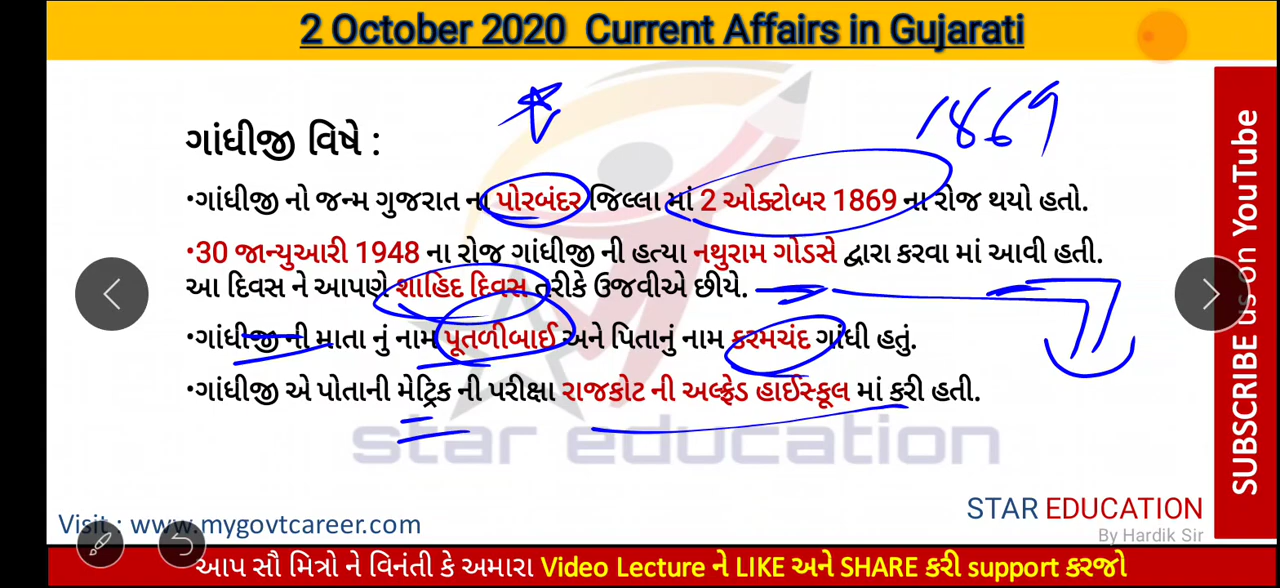 2 October 2020 Current Affairs in Gujarati
1869
ગાંધીજી વિષે :
•ગાંધીજી નો જન્મ ગુજરાત ના પોરબંદર જિલ્લા માં 2 ઓક્ટોબર 1869 ના રોજ થયો હતો.
•30 જાન્યુઆરી 1948 ના રોજ ગાંધીજી ની હત્યા નથુરામ ગોડસે દ્વારા કરવા માં આવી હતી.
આ દિવસ ને આપણે શાહિદ દિવસ તરીકે ઉજવીએ છીયે.
•ગાંધીજી ની માતા નું નામ પૂતળીબાઈ અને પિતાનું નામ કરમચંદ ગાંધી હતું.
•ગાંધીજી એ પોતાની મેટ્રિક ની પરીક્ષા રાજકોટ ની અલ્ફ્રેડ હાઈસ્કૂલ માં કરી હતી.
star education
SUBSCRIBE us on YouTube
STAR EDUCATION
By Hardik Sir
Visit : www.mygovtcareer.com
આપ સૌ મિત્રો ને વિનંતી કે અમારા Video Lecture ને LIKE અને SHARE કરી support કરજો